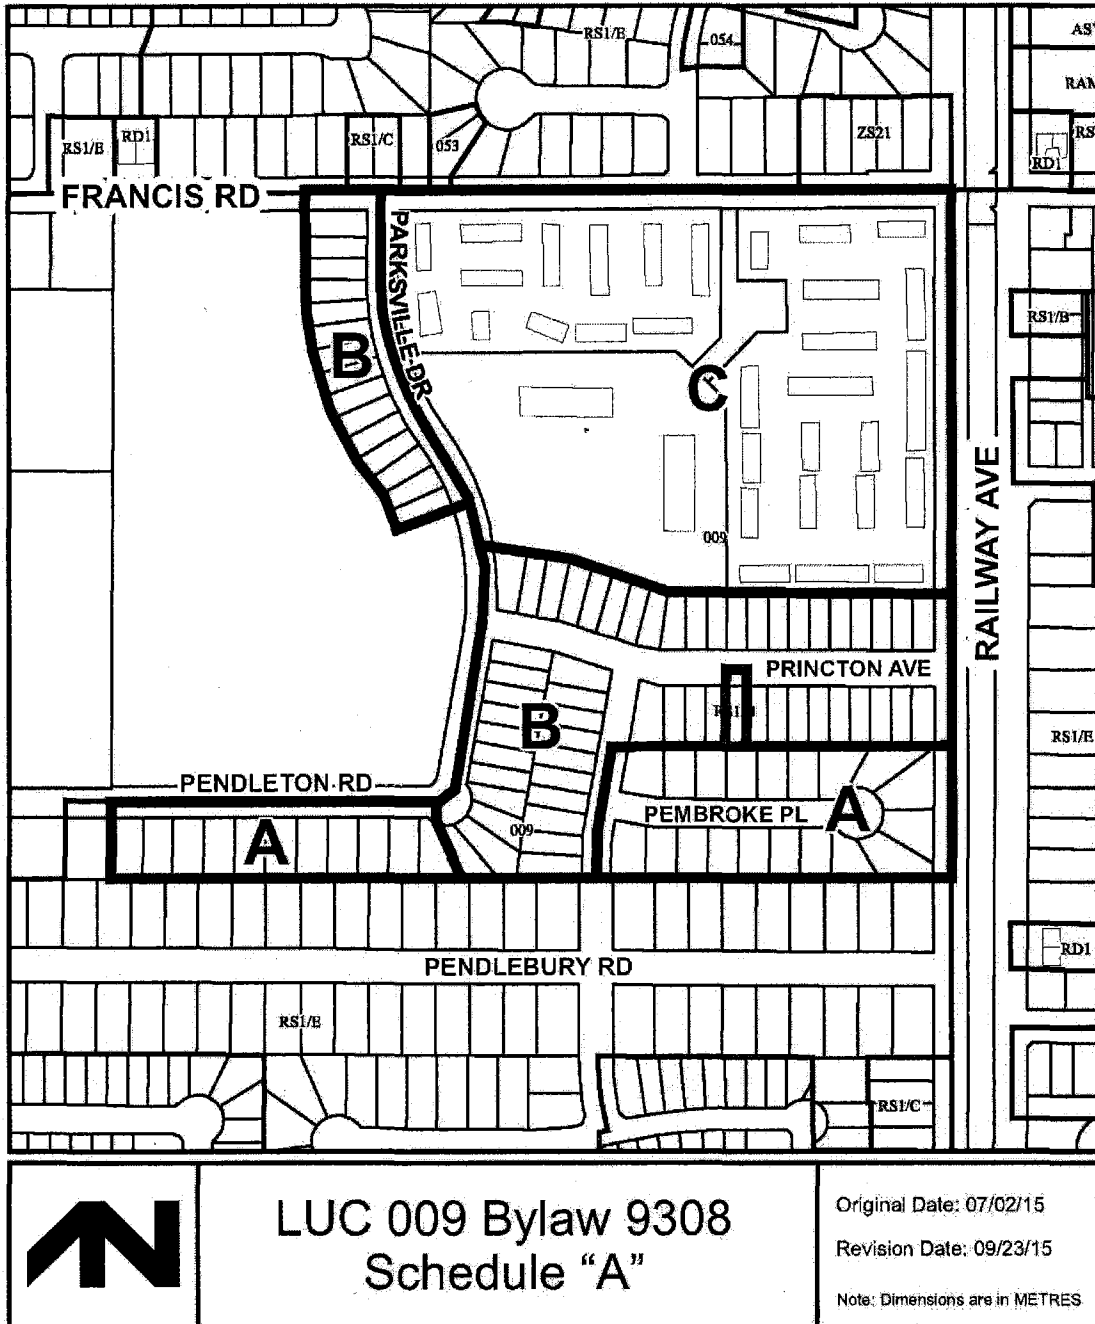 RS1/E
054
AS
RAM
RS1/E
RD1
RS1/C
053
ZS21
RD1
RS
FRANCIS RD
PARKSVILLE DR
B
RS1/B
C
009
RAILWAY AVE
PRINCTON AVE
B
RS1/E
PENDLETON RD
A
009
PEMBROKE PL
A
PENDLEBURY RD
RD1
RS1/E
RS1/C
N
LUC 009 Bylaw 9308
Schedule “A”
Original Date: 07/02/15
Revision Date: 09/23/15
Note: Dimensions are in METRES